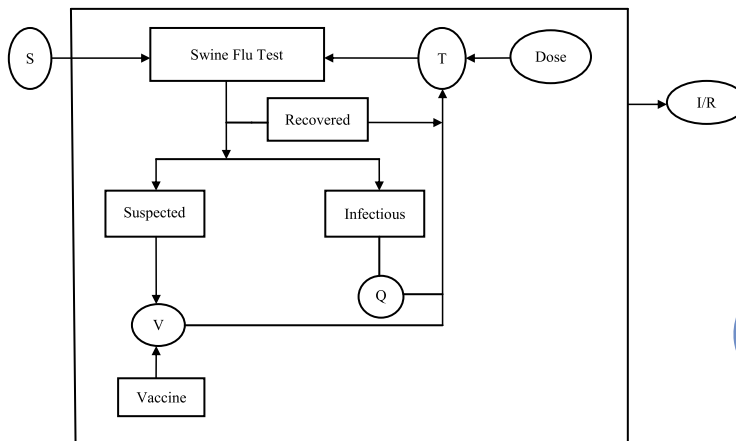 S
Swine Flu Test
T
Dose
I/R
Recovered
Suspected
Infectious
Q
V
Vaccine